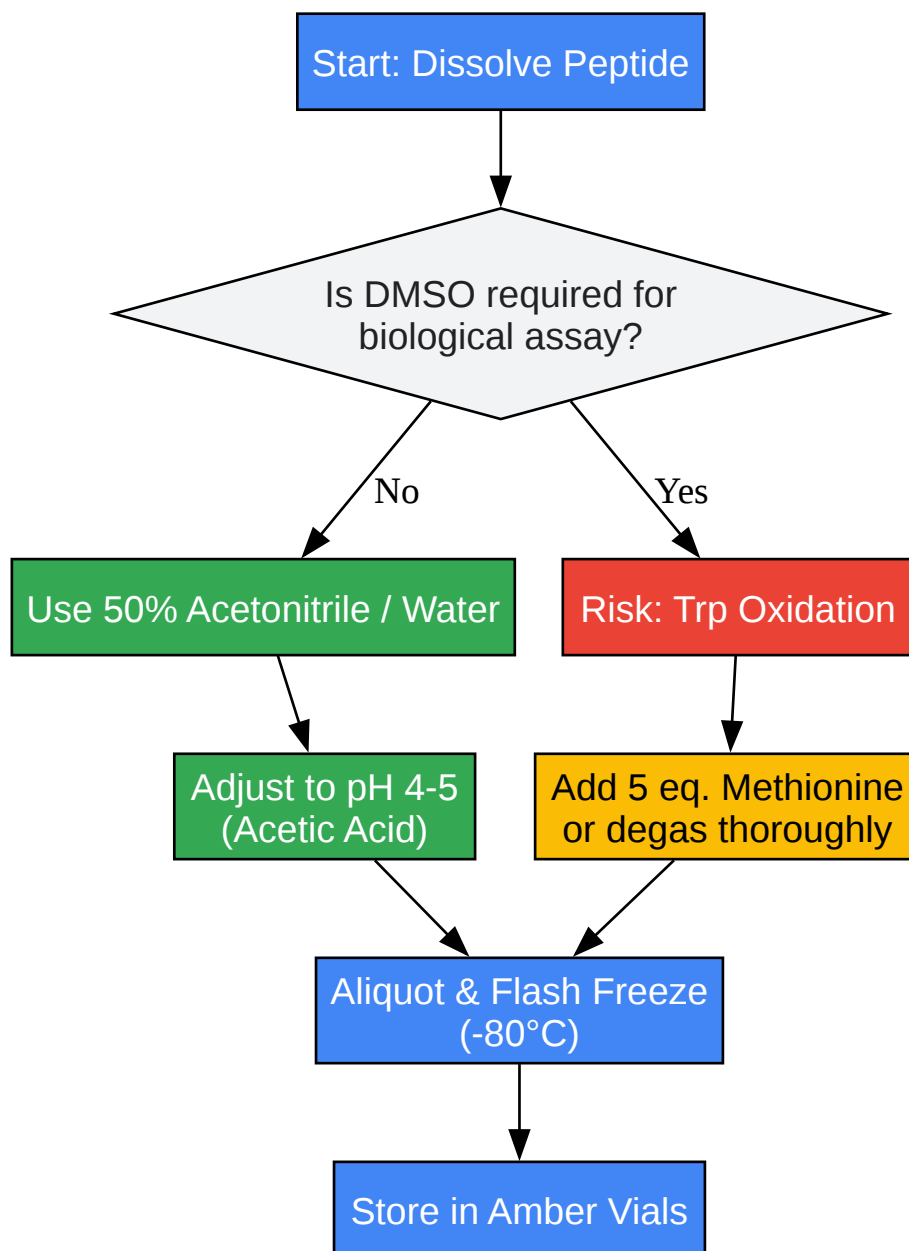 Start: Dissolve Peptide
Is DMSO required for
biological assay?
No
Yes
Use 50% Acetonitrile / Water
Risk: Trp Oxidation
Adjust to pH 4-5
(Acetic Acid)
Add 5 eq. Methionine
or degas thoroughly
Aliquot & Flash Freeze
(-80°C)
Store in Amber Vials